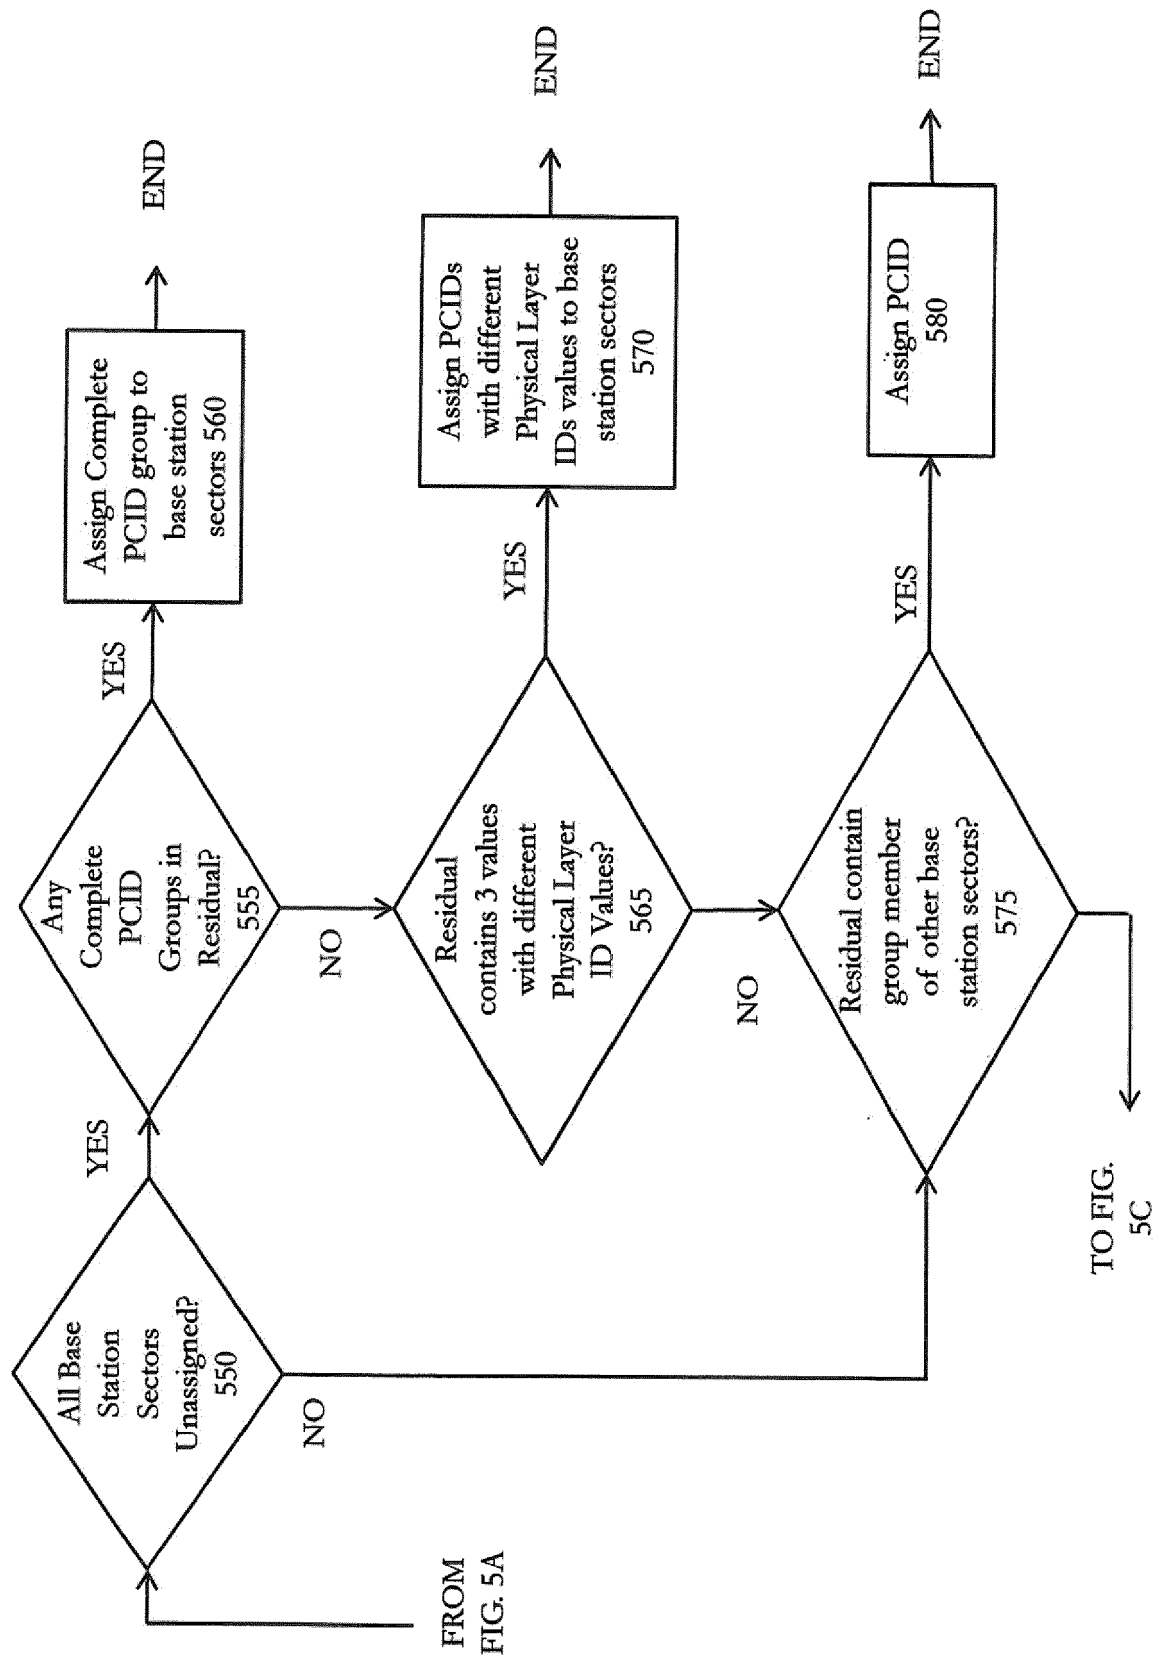 FROM
FIG. 5A
All Base
Station
Sectors
Unassigned?
550
YES
NO
Any
Complete
PCID
Groups in
Residual?
555
YES
NO
Assign Complete
PCID group to
base station
sectors 560
END
Residual
contains 3 values
with different
Physical Layer
ID Values?
565
YES
NO
Assign PCIDs
with different
Physical Layer
IDs values to base
station sectors
570
END
Residual contain
group member
of other base
station sectors?
575
YES
Assign PCID
580
END
TO FIG.
5C